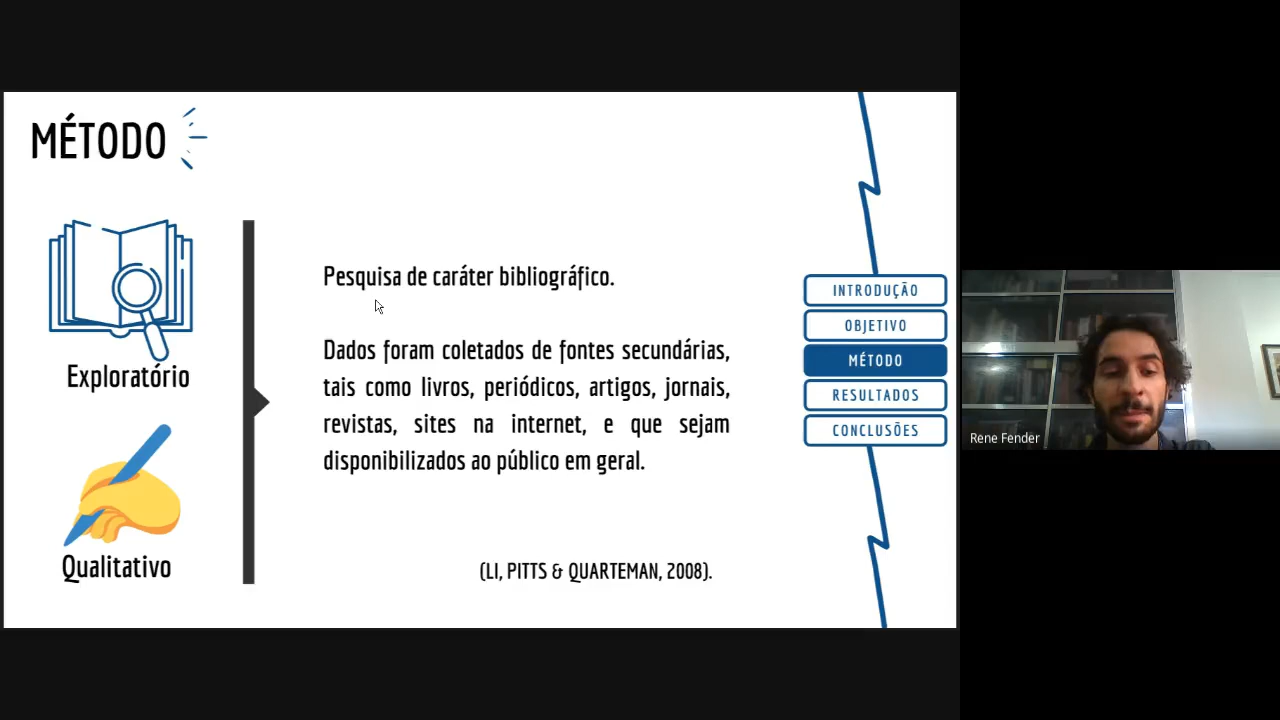 MÉTODO
Exploratório
Qualitativo
Pesquisa de caráter bibliográfico.
Dados foram coletados de fontes secundárias,
tais como livros, periódicos, artigos, jornais,
revistas, sites na internet, e que sejam
disponibilizados ao público em geral.
(LI, PITTS & QUARTEMAN, 2008).
INTRODUÇÃO
OBJETIVO
MÉTODO
RESULTADOS
CONCLUSÕES
Rene Fender